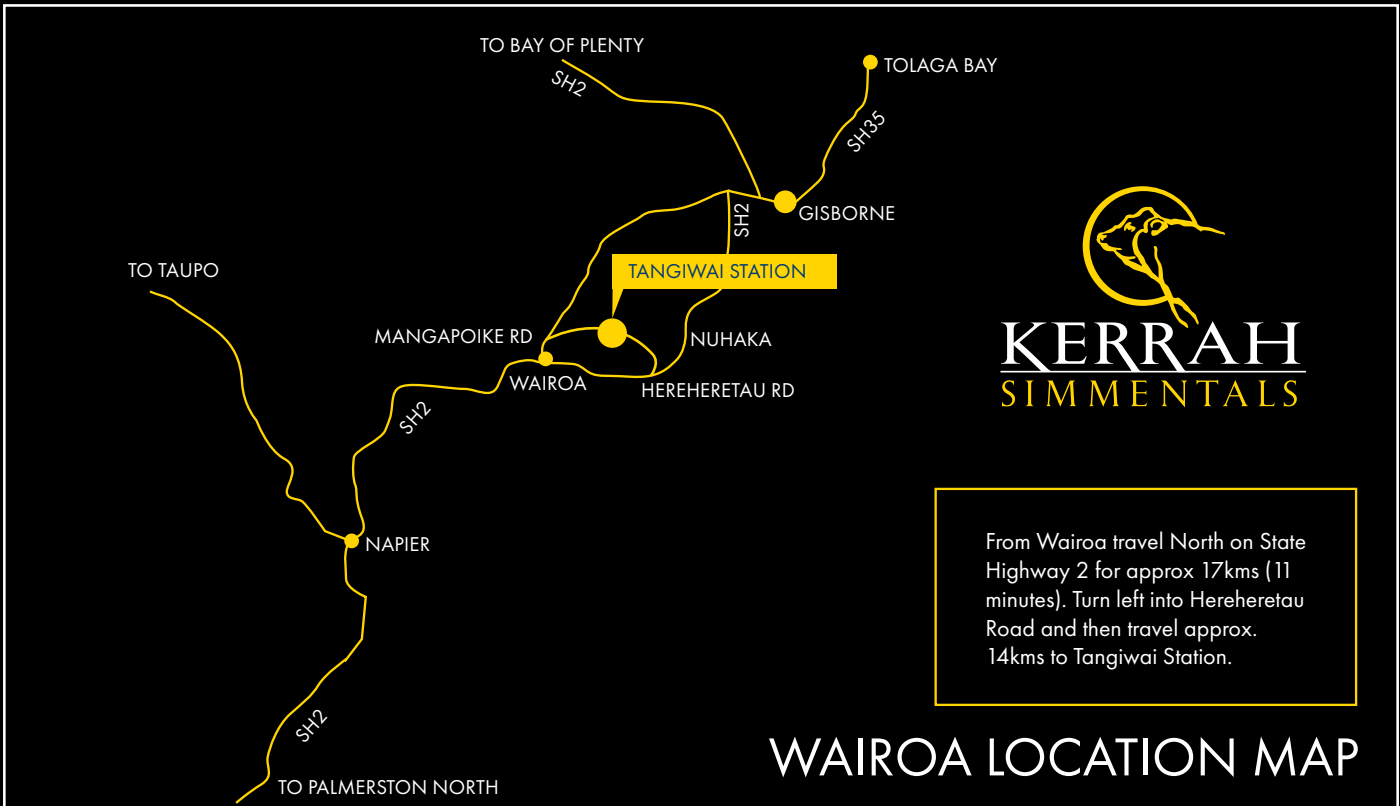 TO BAY OF PLENTY
SH2
TOLAGA BAY
SH35
GISBORNE
SH2
TANGIWAI STATION
TO TAUPO
MANGAPOIKE RD
NUHAKA
WAIROA
HEREHERETAU RD
SH2
NAPIER
SH2
TO PALMERSTON NORTH
KERRAH
SIMMENTALS
From Wairoa travel North on State
Highway 2 for approx 17kms (11
minutes). Turn left into Hereheretau
Road and then travel approx.
14kms to Tangiwai Station.
WAIROA LOCATION MAP